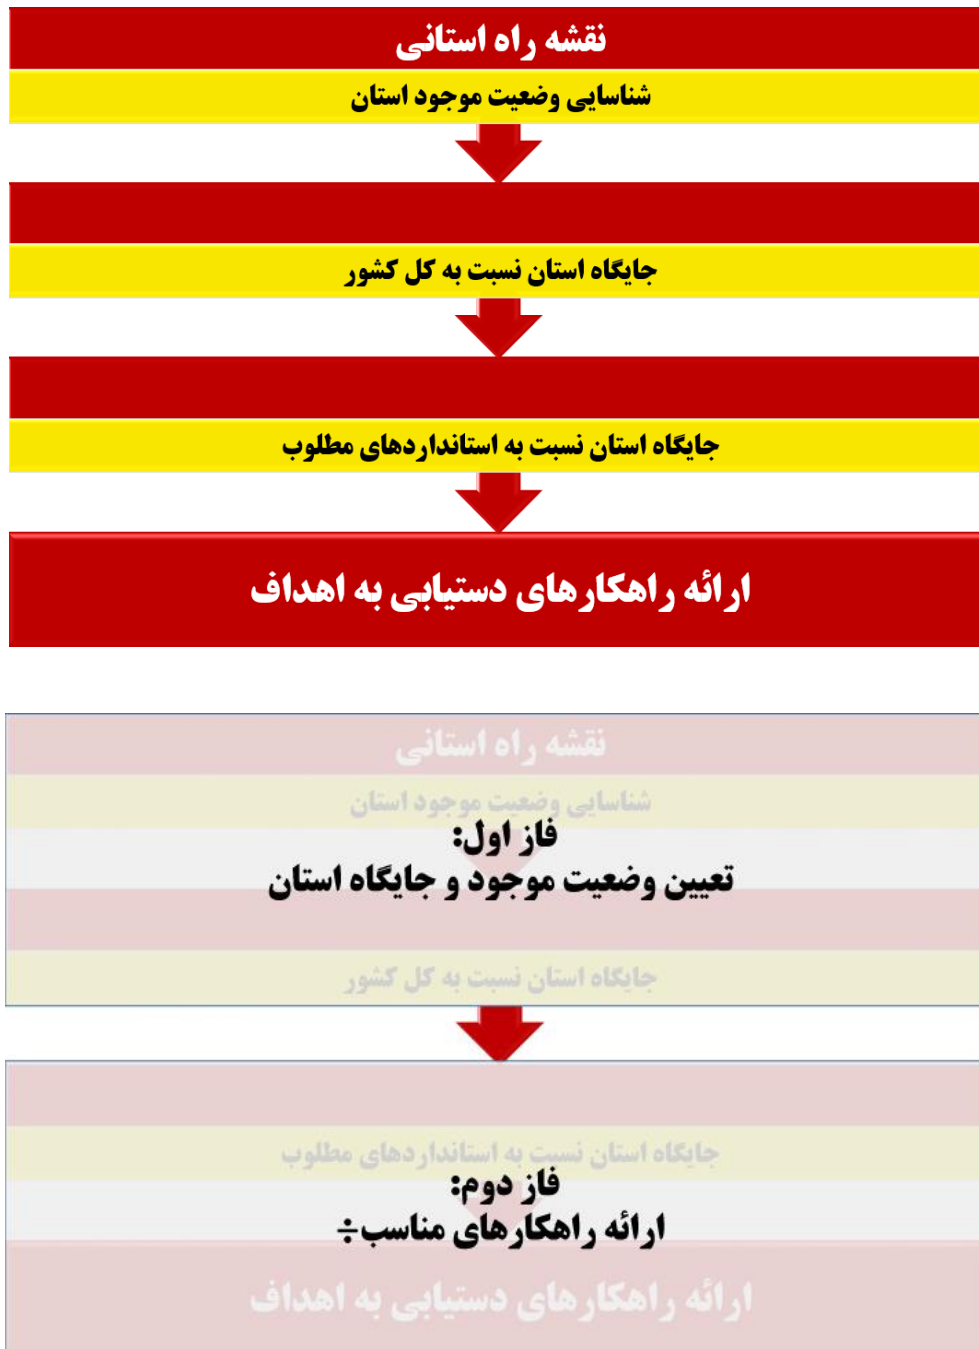 نقشه راه استانی
شناسایی وضعیت موجود استان
جایگاه استان نسبت به کل کشور
جایگاه استان نسبت به استانداردهای مطلوب
ارائه راهکارهای دستیابی به اهداف
نقشه راه استانی
شناسایی وضعیت موجود استان
فاز اول:
تعیین وضعیت موجود و جایگاه استان
جایگاه استان نسبت به کل کشور
جایگاه استان نسبت به استانداردهای مطلوب
فاز دوم:
ارائه راهکارهای مناسب÷
ارائه راهکارهای دستیابی به اهداف